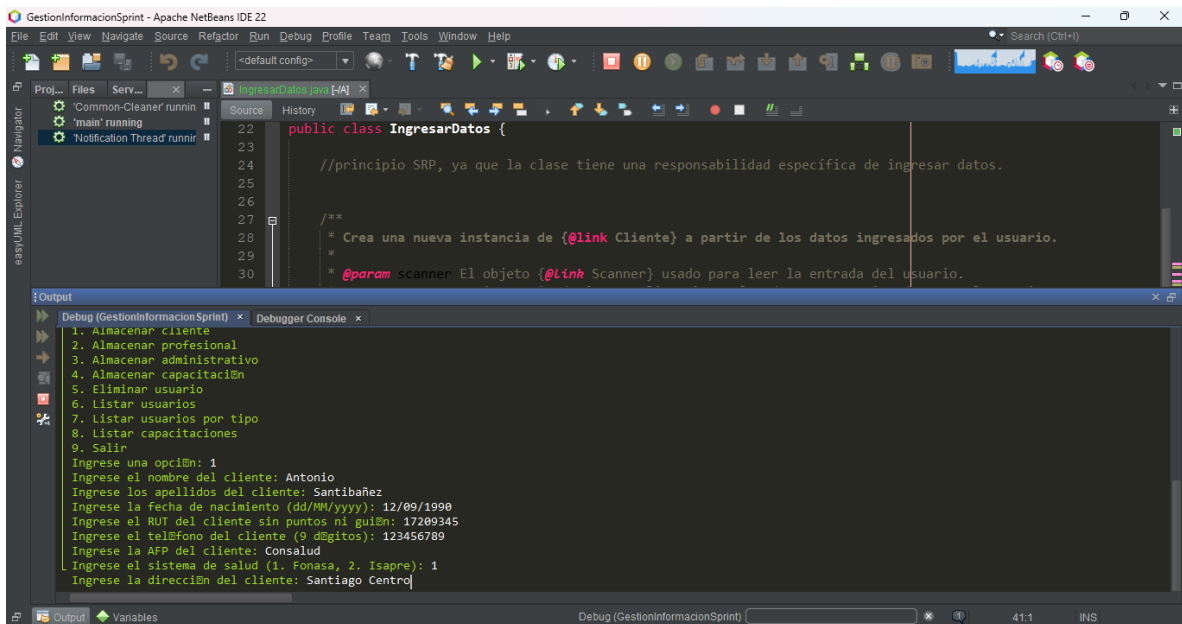 GestionInformacionSprint - Apache NetBeans IDE 22
File Edit View Navigate Source Refactor Run Debug Profile Team Tools Window Help
Search (Ctrl+I)
<default config>
Proj... Files Serv...
IngresarDatos.java [-/A]
'Common-Cleaner' runnin
'main' running
'Notification Thread' runnir
Navigator
easyUML Explorer
Source History
22 public class IngresarDatos {
23
24 //principio SRP, ya que la clase tiene una responsabilidad específica de ingresar datos.
25
26
27 /**
28 * Crea una nueva instancia de {@link Cliente} a partir de los datos ingresados por el usuario.
29 *
30 * @param scanner El objeto {@link Scanner} usado para leer la entrada del usuario.
Output
Debug (GestionInformacionSprint) Debugger Console
1. Almacenar cliente
2. Almacenar profesional
3. Almacenar administrativo
4. Almacenar capacitaci�n
5. Eliminar usuario
6. Listar usuarios
7. Listar usuarios por tipo
8. Listar capacitaciones
9. Salir
Ingrese una opci�n: 1
Ingrese el nombre del cliente: Antonio
Ingrese los apellidos del cliente: Santibañez
Ingrese la fecha de nacimiento (dd/MM/yyyy): 12/09/1990
Ingrese el RUT del cliente sin puntos ni gui�n: 17209345
Ingrese el tel�fono del cliente (9 d�gitos): 123456789
Ingrese la AFP del cliente: Consalud
Ingrese el sistema de salud (1. Fonasa, 2. Isapre): 1
Ingrese la direcci�n del cliente: Santiago Centro
Output Variables
Debug (GestionInformacionSprint)
1
41:1
INS